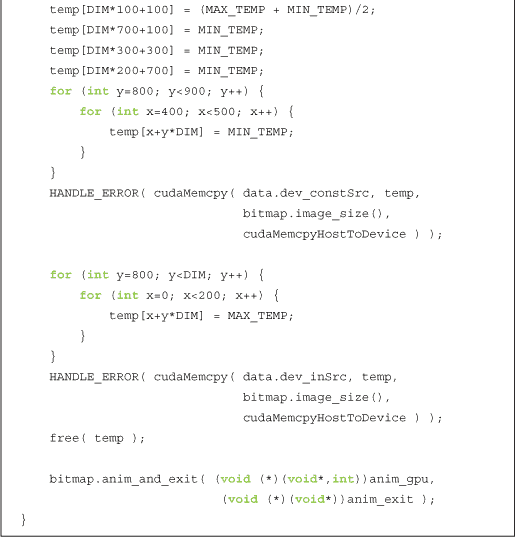 temp[DIM*100+100] = (MAX_TEMP + MIN_TEMP)/2;
temp[DIM*700+100] = MIN_TEMP;
temp[DIM*300+300] = MIN_TEMP;
temp[DIM*200+700] = MIN_TEMP;
for (int y=800; y<900; y++) {
for (int x=400; x<500; x++) {
temp[x+y*DIM] = MIN_TEMP;
}
}
HANDLE_ERROR( cudaMemcpy( data.dev_constSrc, temp,
bitmap.image_size(),
cudaMemcpyHostToDevice ) );
for (int y=800; y<DIM; y++) {
for (int x=0; x<200; x++) {
temp[x+y*DIM] = MAX_TEMP;
}
}
HANDLE_ERROR( cudaMemcpy( data.dev_inSrc, temp,
bitmap.image_size(),
cudaMemcpyHostToDevice ) );
free( temp );
bitmap.anim_and_exit( (void (*)(void*,int))anim_gpu,
(void (*)(void*))anim_exit );
}